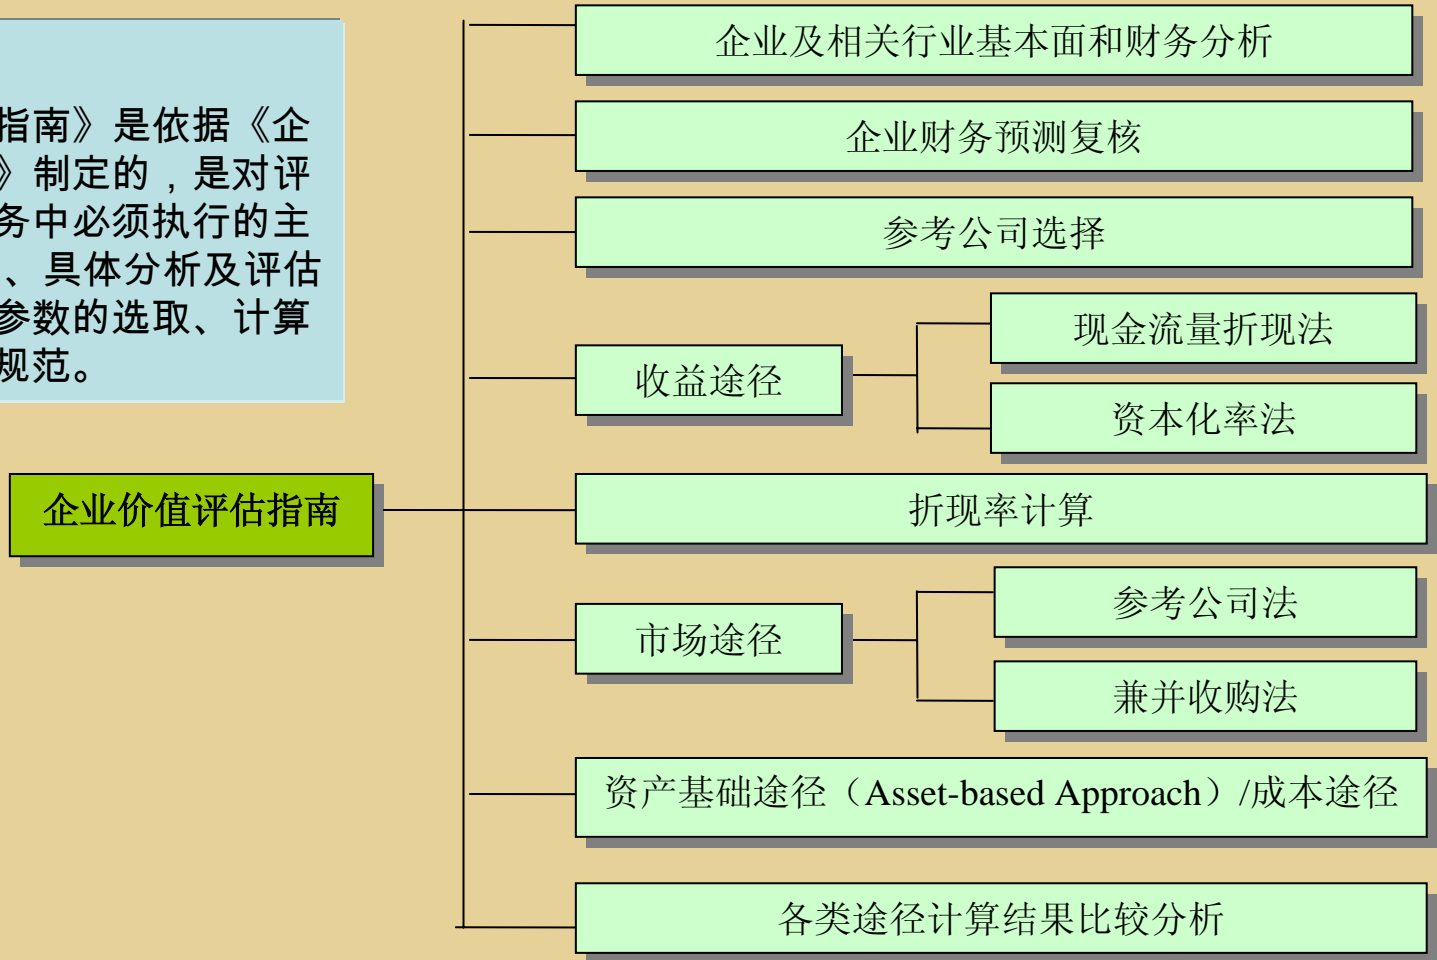 指南》是依据《企
》制定的，是对评
务中必须执行的主
、具体分析及评估
参数的选取、计算
规范。
企业价值评估指南
企业及相关行业基本面和财务分析
企业财务预测复核
参考公司选择
收益途径
现金流量折现法
资本化率法
折现率计算
市场途径
参考公司法
兼并收购法
资产基础途径（Asset-based Approach）/成本途径
各类途径计算结果比较分析